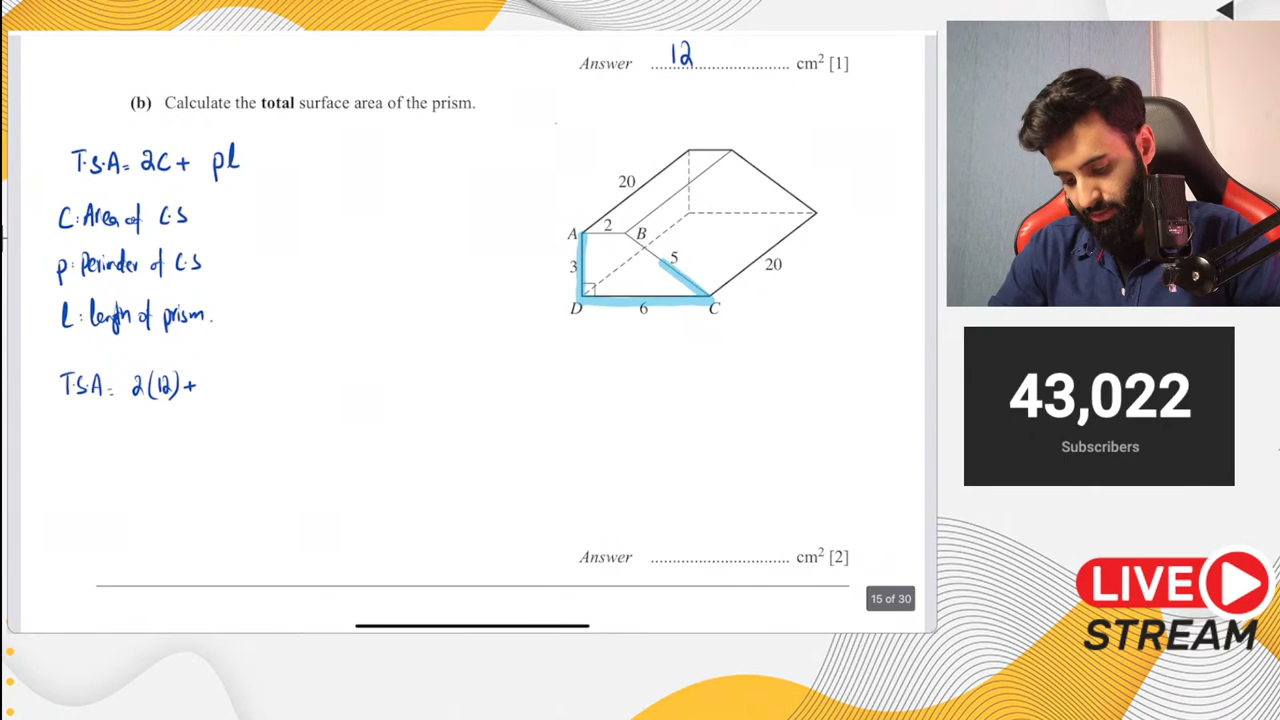 Answer ........12........ cm² [1]
(b) Calculate the total surface area of the prism.
T.S.A = 2C + pl
C: Area of C.S
p: Perimeter of C.S
l: length of prism.
T.S.A = 2(12)+
20
A
2
B
3
5
20
D
6
C
Answer ................ cm² [2]
15 of 30
43,022
Subscribers
LIVE
STREAM